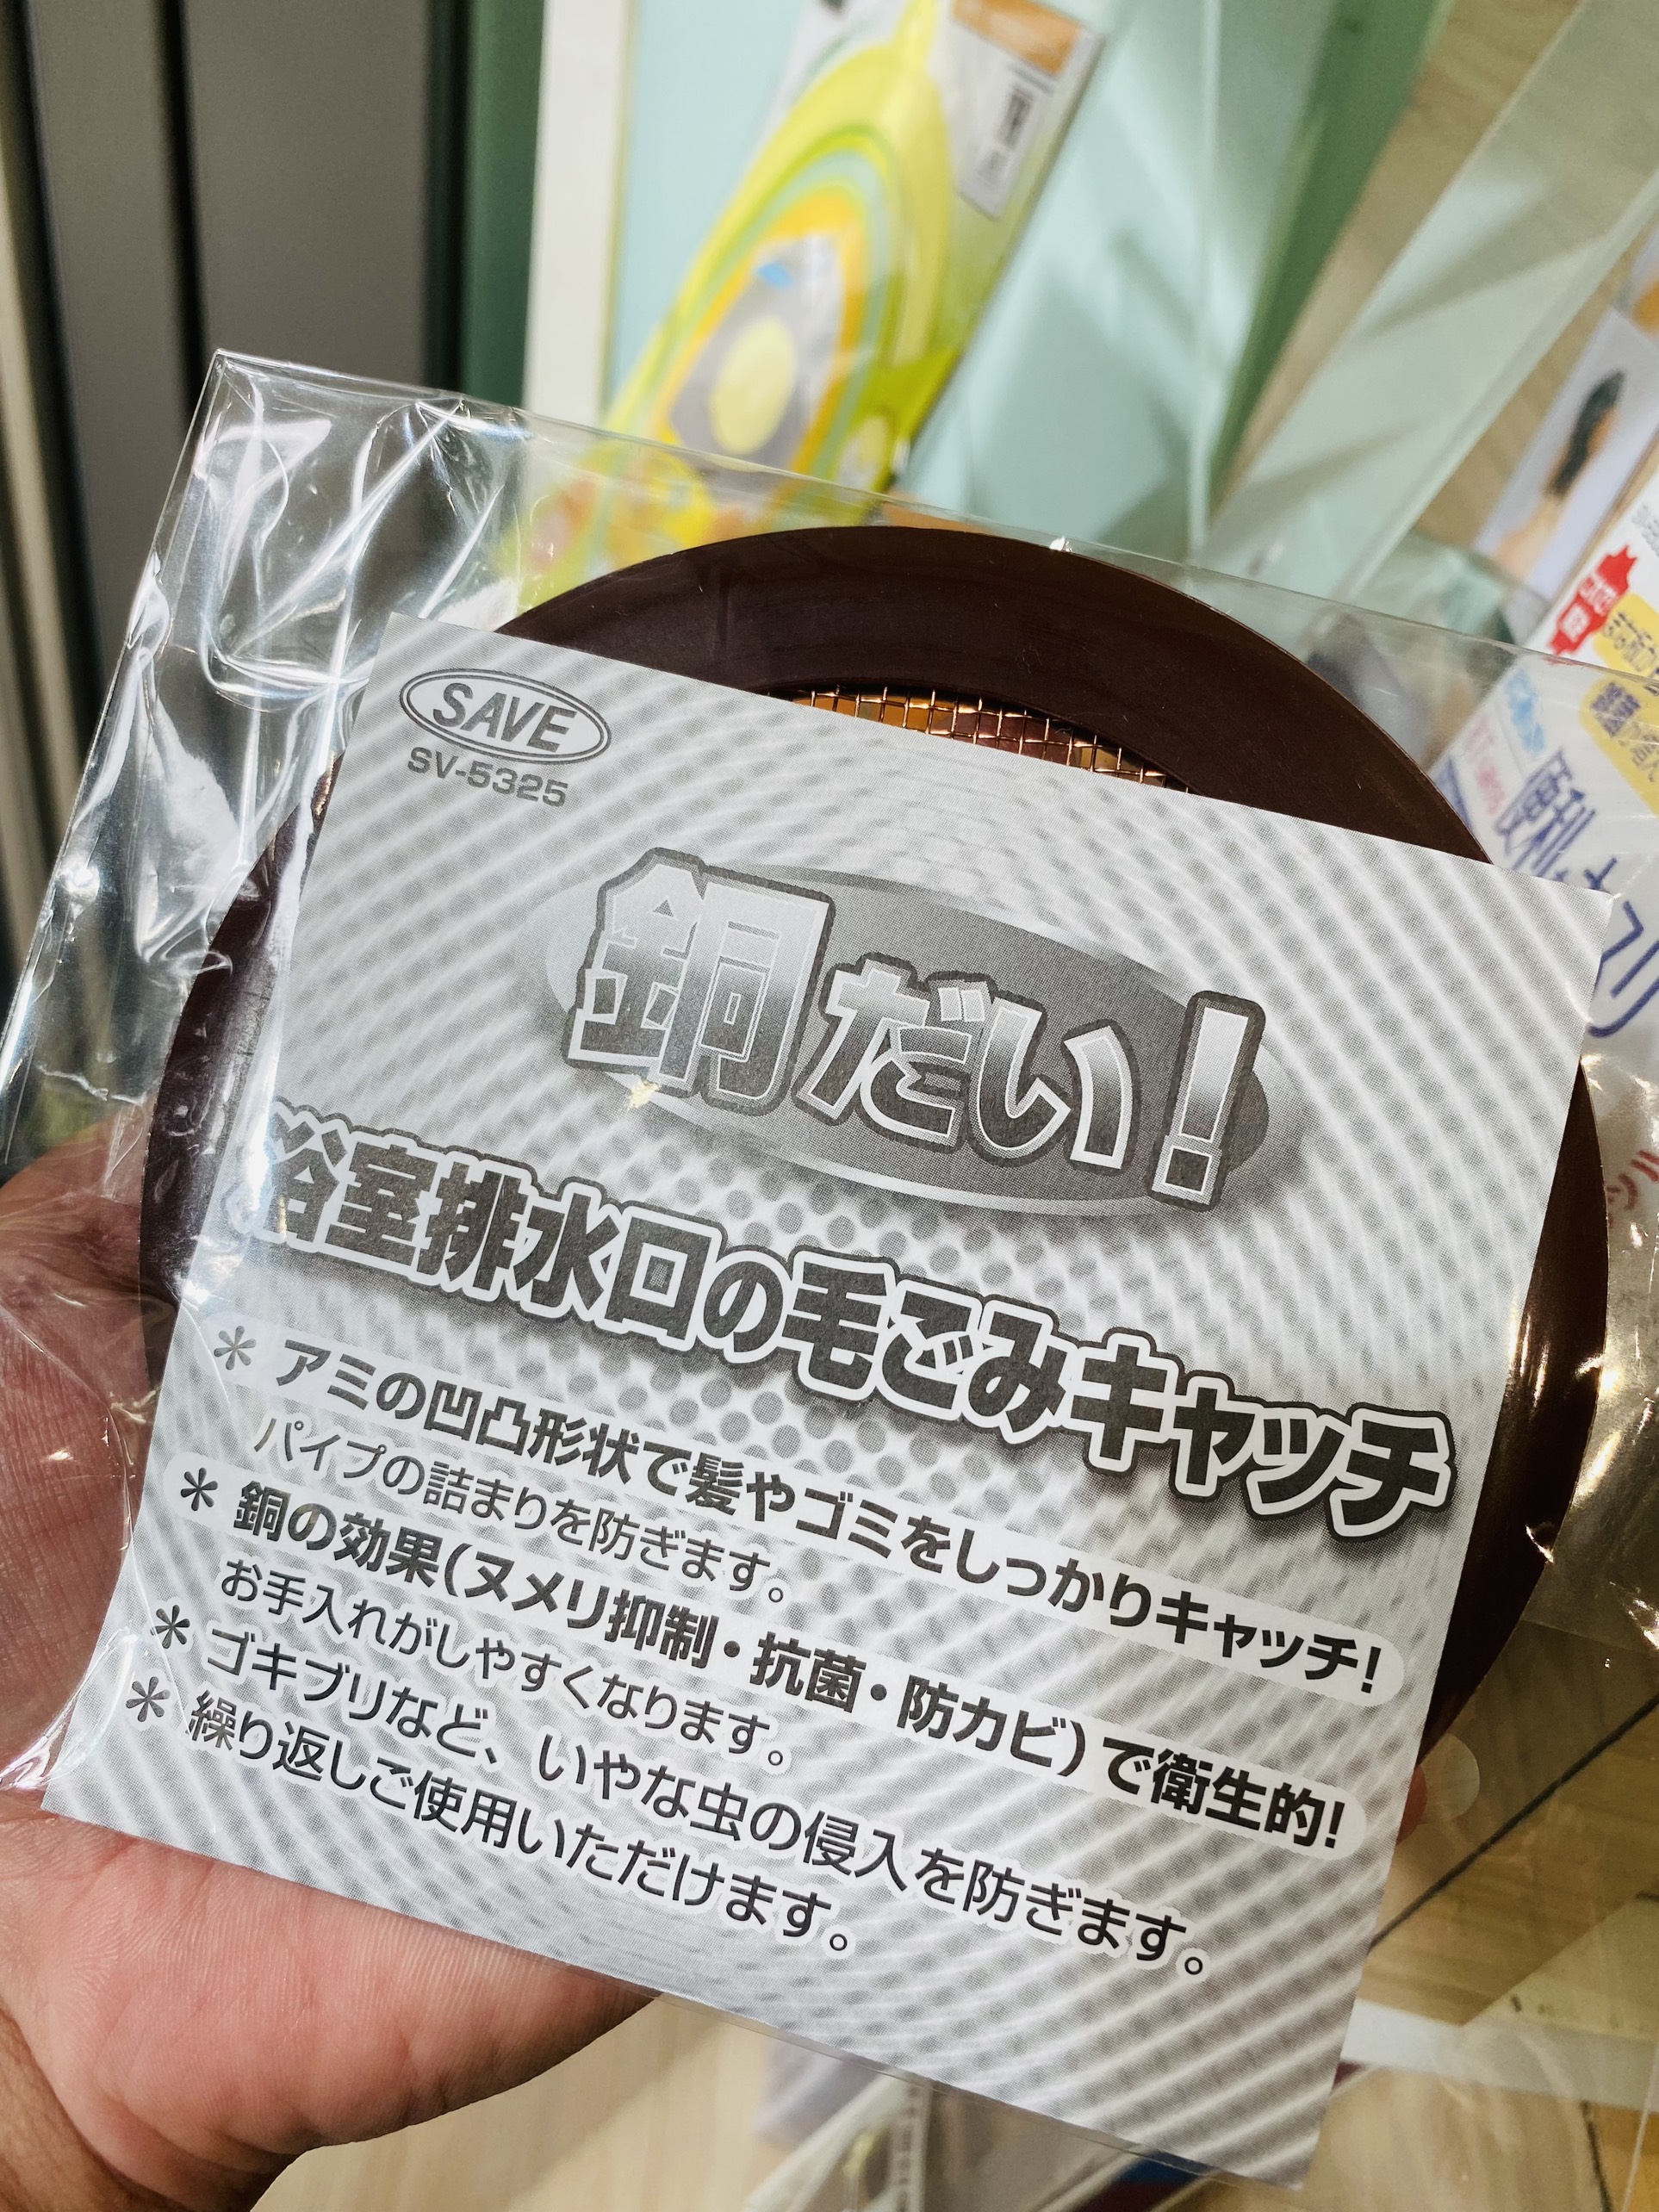 SAVE
SV-5325
銅だい!
浴室排水口の毛ごみキャッチ
* アミの凹凸形状で髪やゴミをしっかりキャッチ!
パイプの詰まりを防ぎます。
* 銅の効果(ヌメリ抑制・抗菌・防カビ)で衛生的!
お手入れがしやすくなります。
* ゴキブリなど、いやな虫の侵入を防ぎます。
* 繰り返しご使用いただけます。
便利